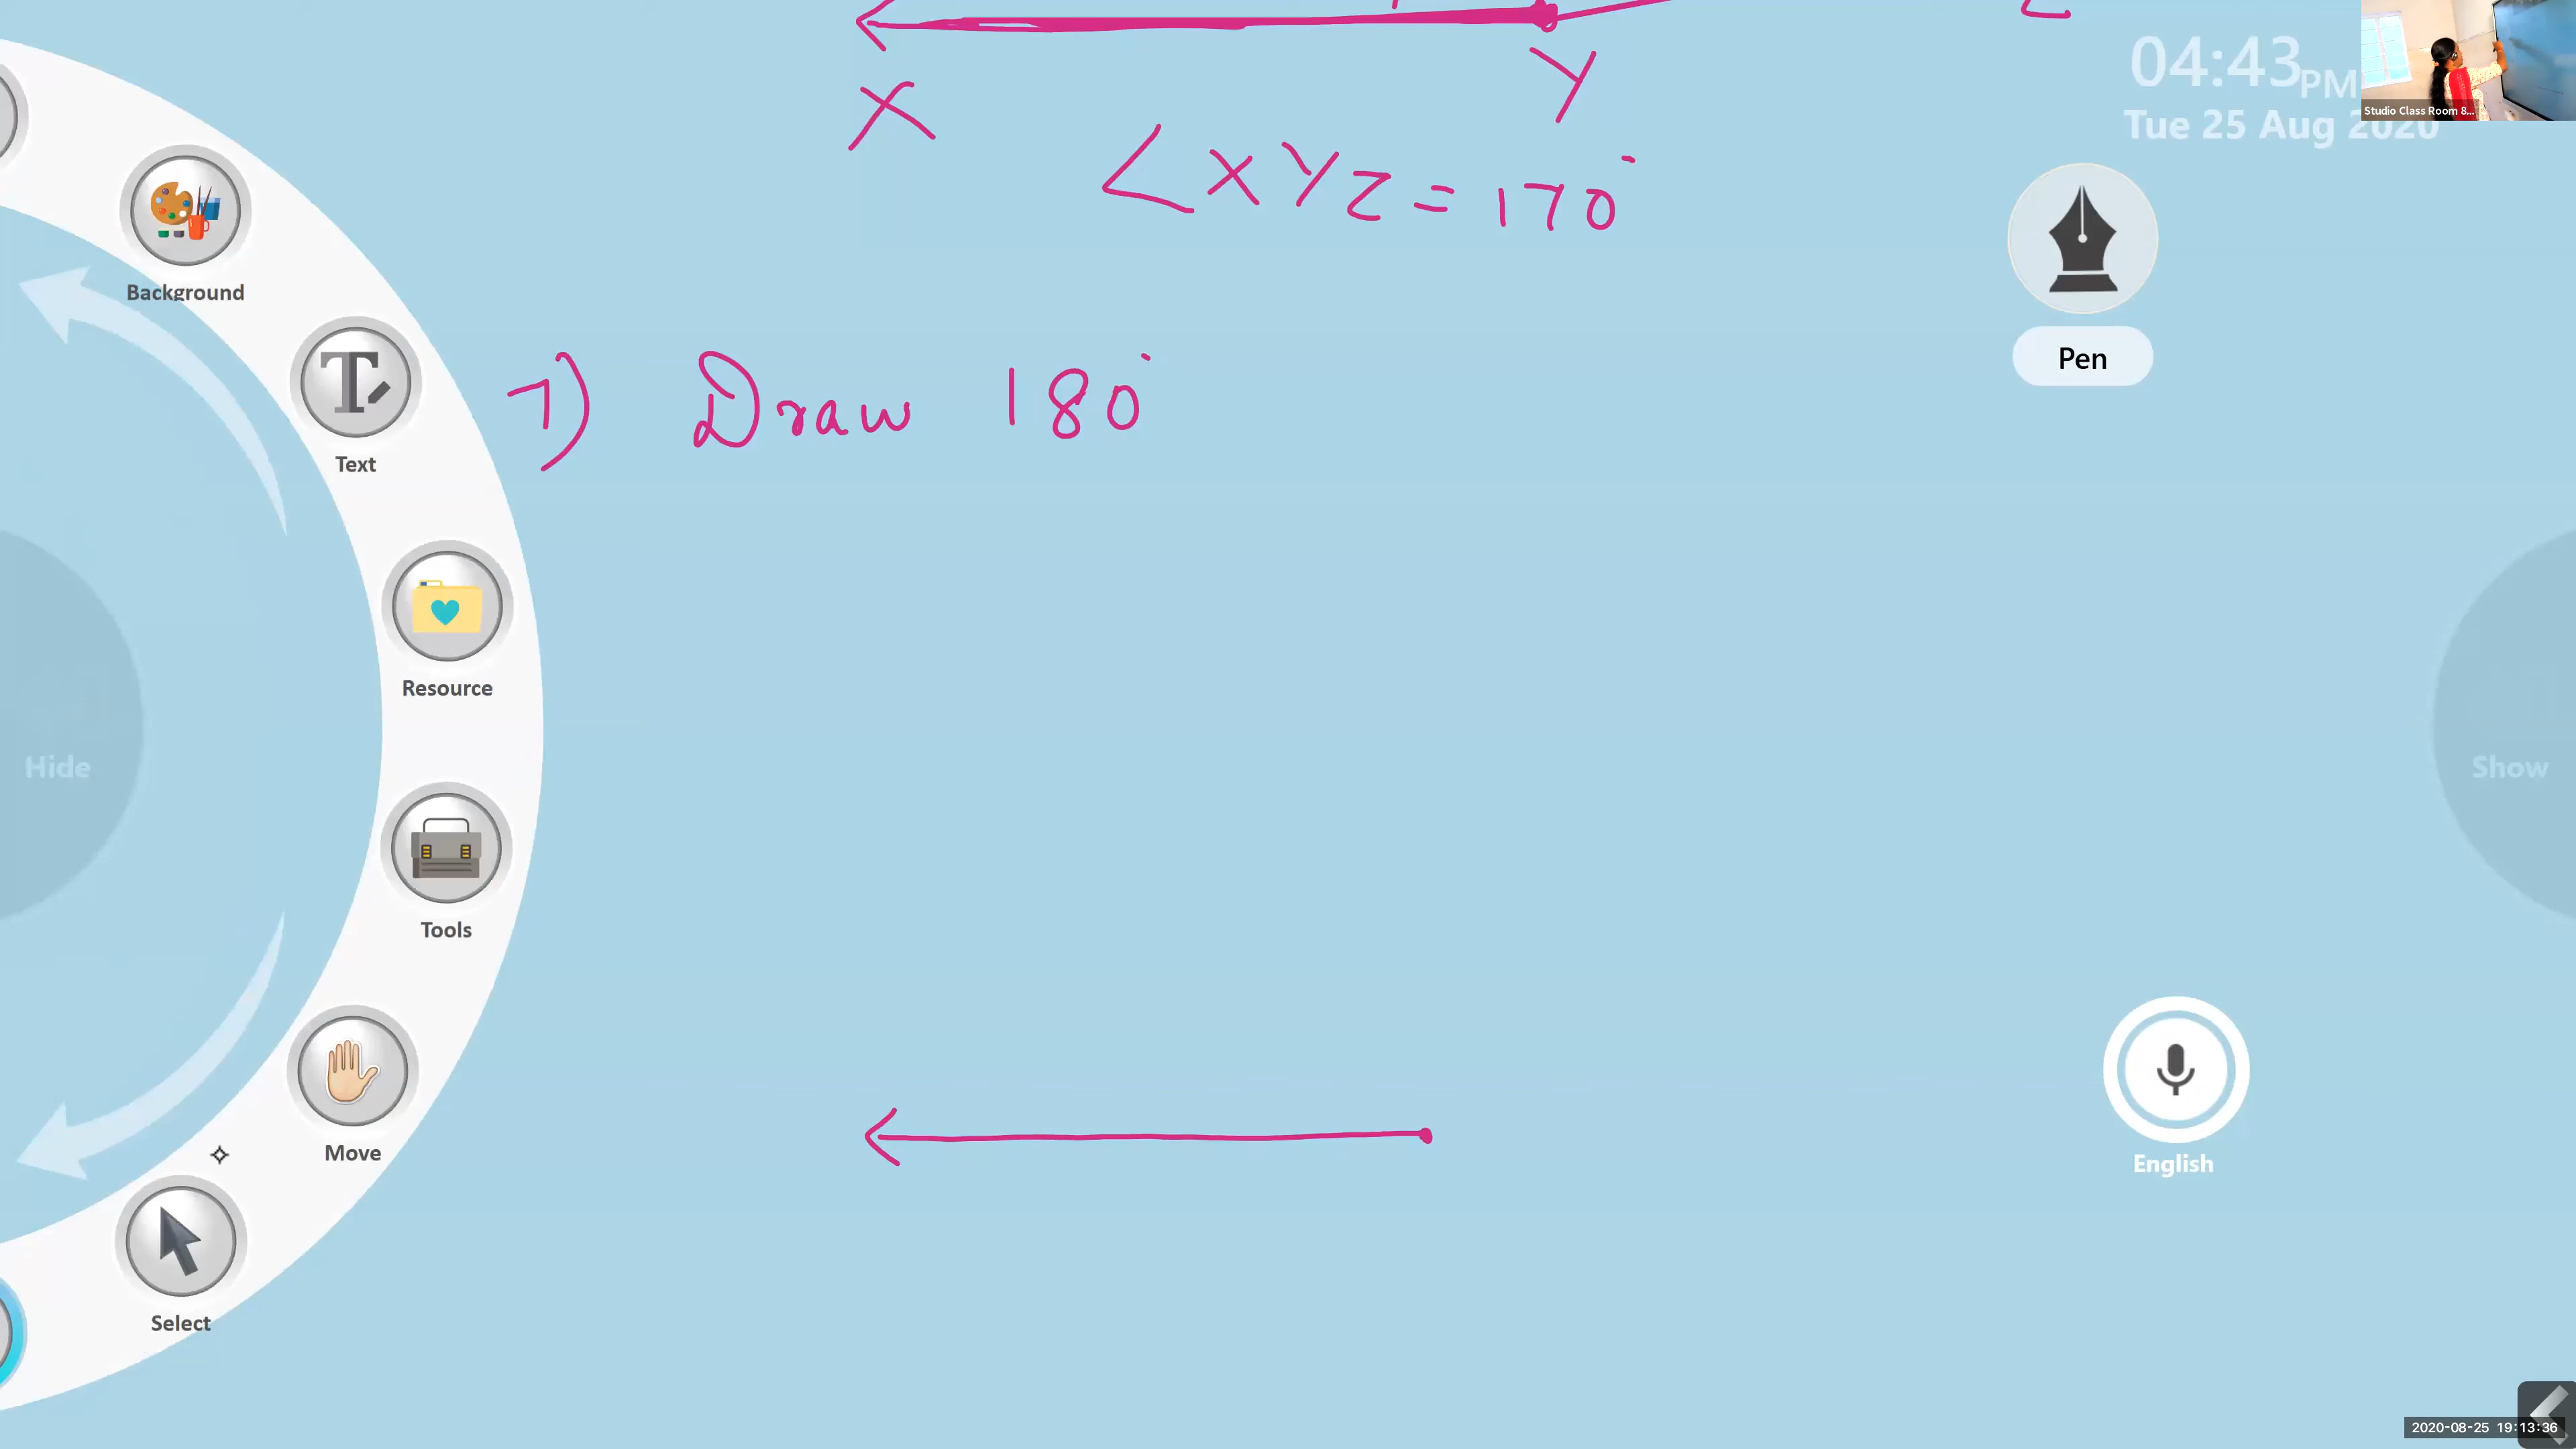 04:43PM
Tue 25 Aug 2020
Studio Class Room 8...
X
Y
∠XYZ = 170°
7) Draw 180°
Pen
Background
Text
Resource
Tools
Move
Select
Hide
Show
English
2020-08-25 19:13:36